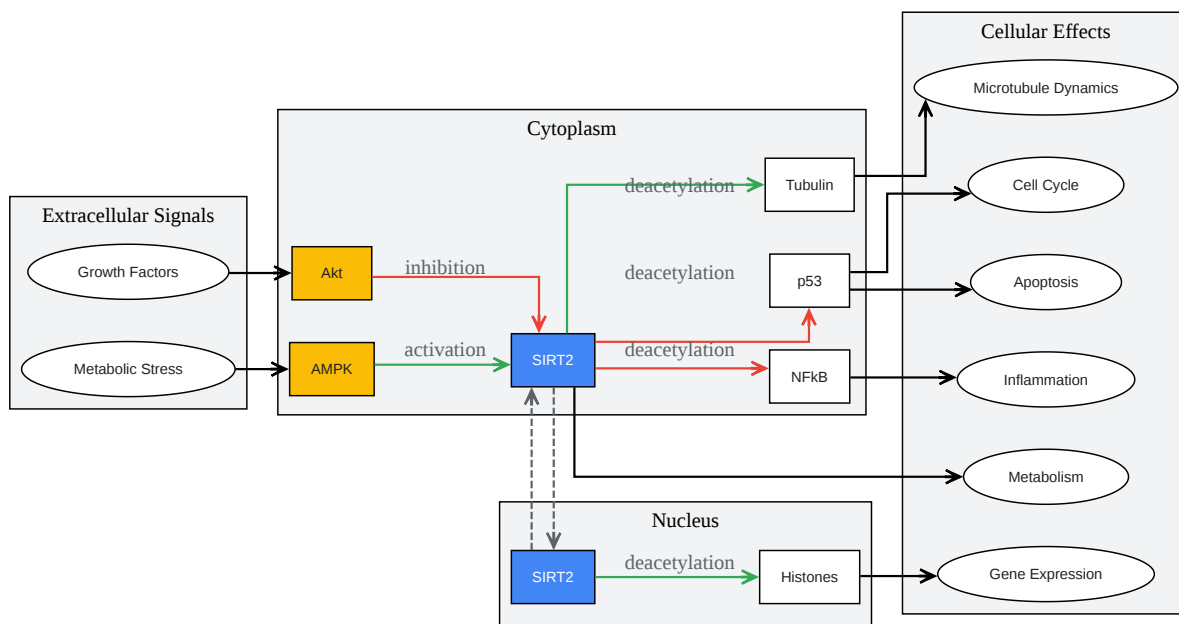 Cellular Effects
Microtubule Dynamics
Cytoplasm
deacetylation
Tubulin
Cell Cycle
Extracellular Signals
Growth Factors
Akt
inhibition
deacetylation
p53
Apoptosis
Metabolic Stress
AMPK
activation
SIRT2
deacetylation
NFkB
Inflammation
Metabolism
Nucleus
SIRT2
deacetylation
Histones
Gene Expression